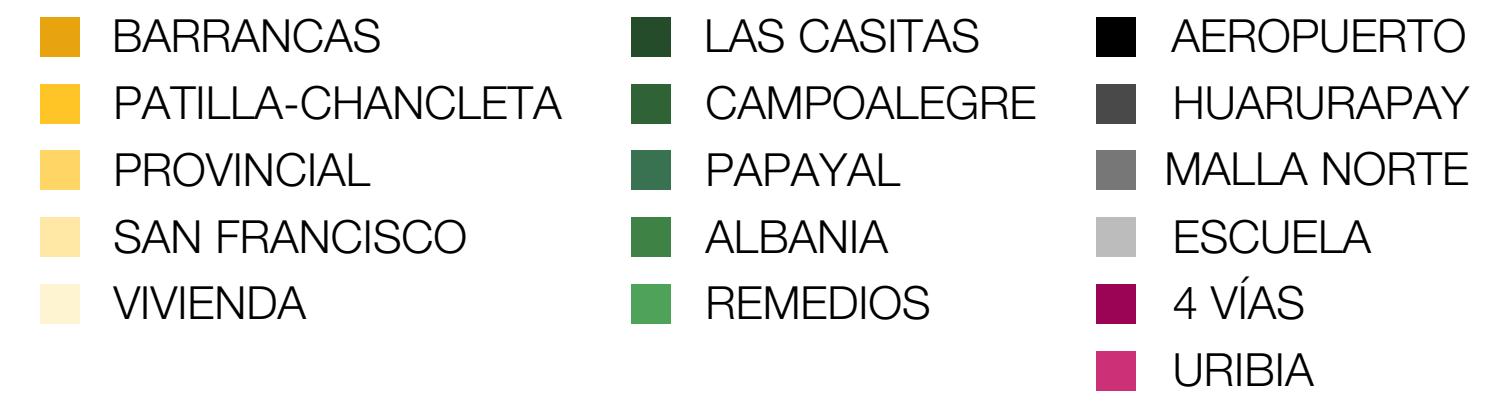 BARRANCAS
PATILLA-CHANCLETA
PROVINCIAL
SAN FRANCISCO
VIVIENDA
LAS CASITAS
CAMPOALEGRE
PAPAYAL
ALBANIA
REMEDIOS
AEROPUERTO
HUARURAPAY
MALLA NORTE
ESCUELA
4 VÍAS
URIBIA